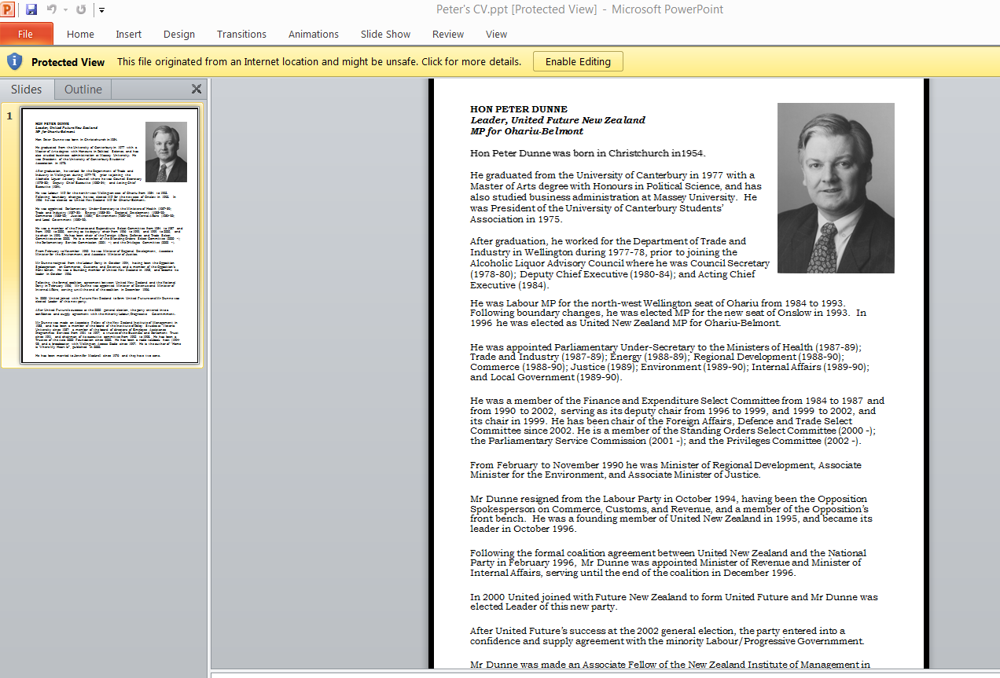 Peter's CV.ppt [Protected View] - Microsoft PowerPoint
File Home Insert Design Transitions Animations Slide Show Review View
Protected View This file originated from an Internet location and might be unsafe. Click for more details. Enable Editing
Slides Outline
1
HON PETER DUNNE
Leader, United Future New Zealand
MP for Ohariu-Belmont
Hon Peter Dunne was born in Christchurch in1954.
He graduated from the University of Canterbury in 1977 with a
Master of Arts degree with Honours in Political Science, and has
also studied business administration at Massey University. He
was President of the University of Canterbury Students’
Association in 1975.
After graduation, he worked for the Department of Trade and
Industry in Wellington during 1977-78, prior to joining the
Alcoholic Liquor Advisory Council where he was Council Secretary
(1978-80); Deputy Chief Executive (1980-84); and Acting Chief
Executive (1984).
He was Labour MP for the north-west Wellington seat of Ohariu from 1984 to 1993.
Following boundary changes, he was elected MP for the new seat of Onslow in 1993. In
1996 he was elected as United New Zealand MP for Ohariu-Belmont.
He was appointed Parliamentary Under-Secretary to the Ministers of Health (1987-89);
Trade and Industry (1987-89); Energy (1988-89); Regional Development (1988-90);
Commerce (1988-90); Justice (1989); Environment (1989-90); Internal Affairs (1989-90);
and Local Government (1989-90).
He was a member of the Finance and Expenditure Select Committee from 1984 to 1987 and
from 1990 to 2002, serving as its deputy chair from 1996 to 1999, and 1999 to 2002, and
its chair in 1999. He has been chair of the Foreign Affairs, Defence and Trade Select
Committee since 2002. He is a member of the Standing Orders Select Committee (2000 -);
the Parliamentary Service Commission (2001 -); and the Privileges Committee (2002 -).
From February to November 1990 he was Minister of Regional Development, Associate
Minister for the Environment, and Associate Minister of Justice.
Mr Dunne resigned from the Labour Party in October 1994, having been the Opposition
Spokesperson on Commerce, Customs, and Revenue, and a member of the Opposition’s
front bench. He was a founding member of United New Zealand in 1995, and became its
leader in October 1996.
Following the formal coalition agreement between United New Zealand and the National
Party in February 1996, Mr Dunne was appointed Minister of Revenue and Minister of
Internal Affairs, serving until the end of the coalition in December 1996.
In 2000 United joined with Future New Zealand to form United Future and Mr Dunne was
elected Leader of this new party.
After United Future’s success at the 2002 general election, the party entered into a
confidence and supply agreement with the minority Labour/Progressive Governmment.
Mr Dunne was made an Associate Fellow of the New Zealand Institute of Management in